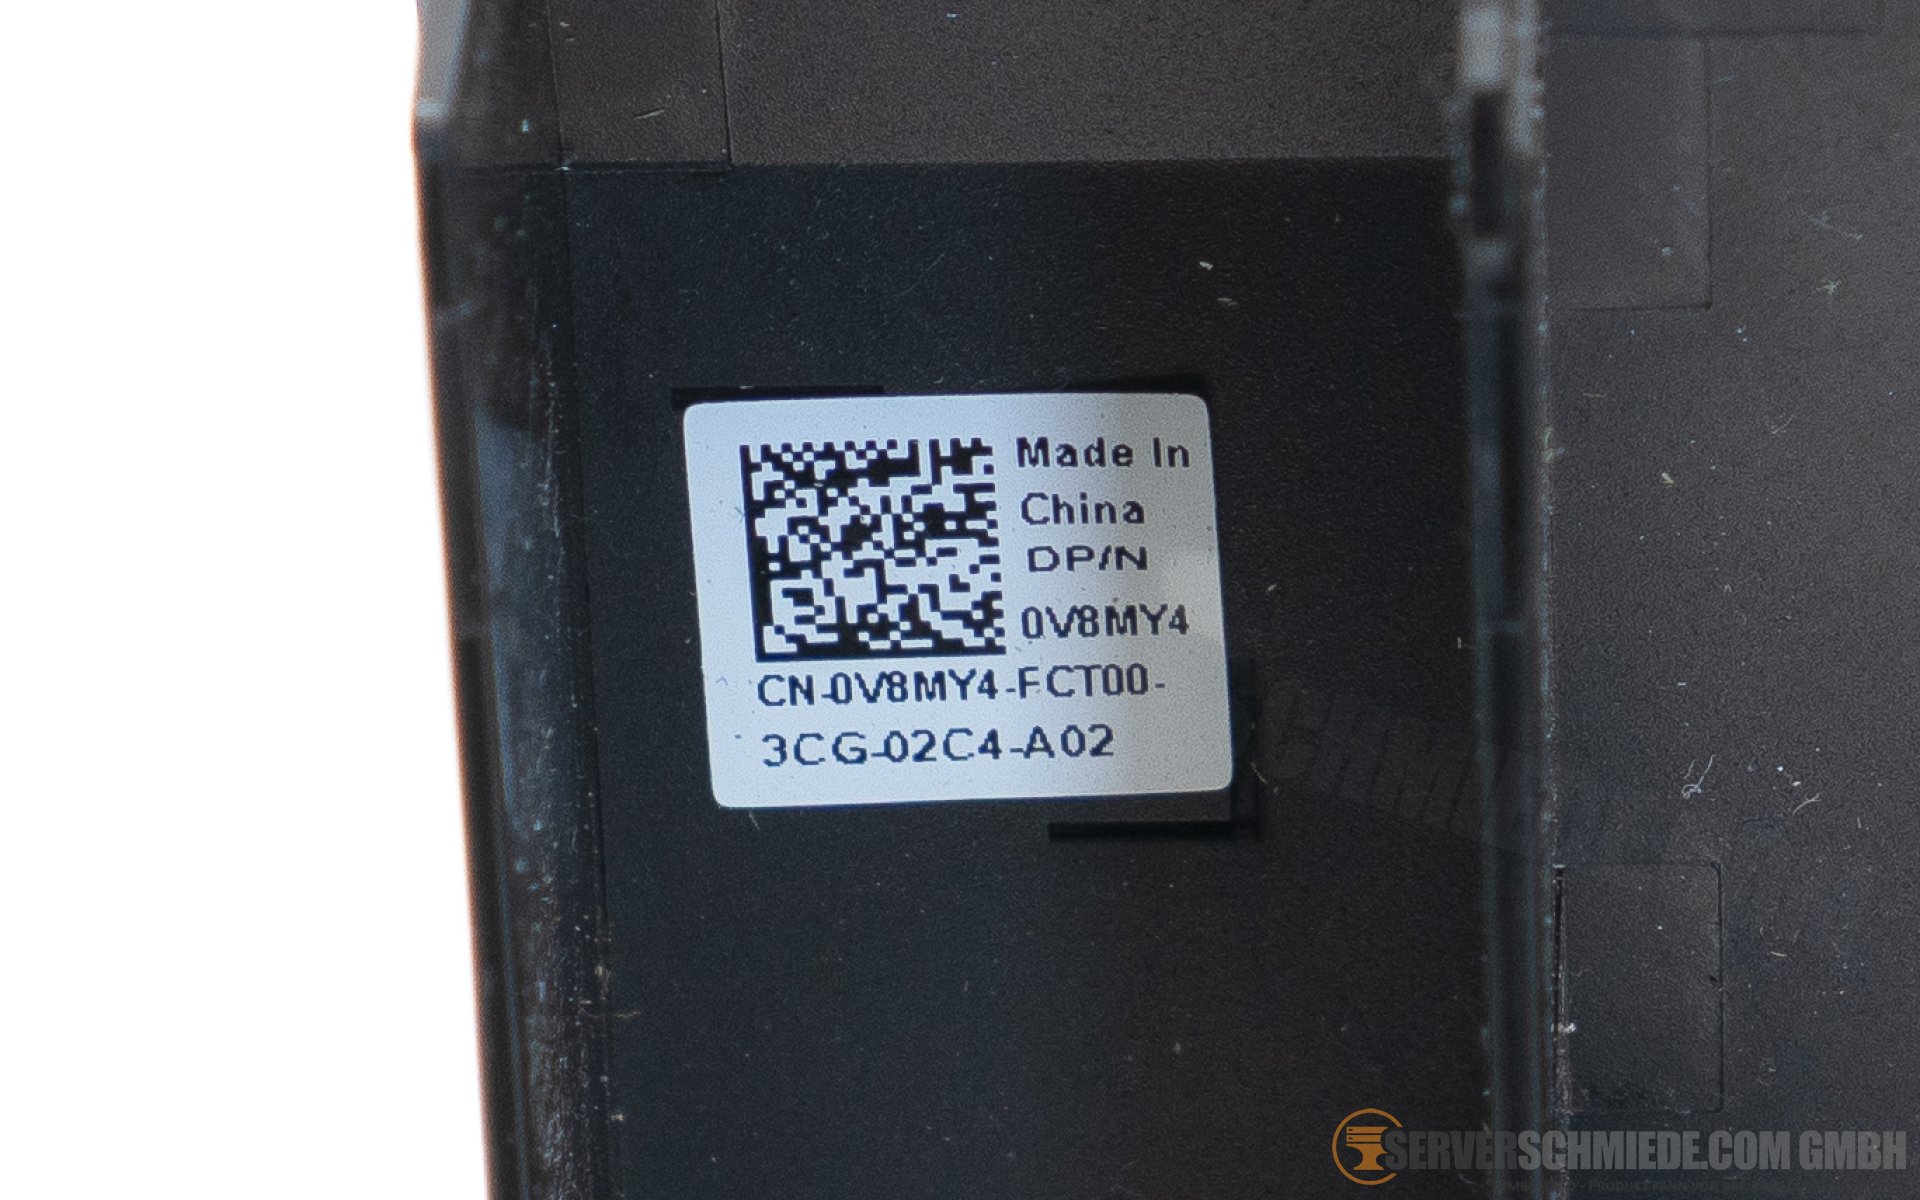 Made In
China
DP/N
0V8MY4
CN-0V8MY4-FCT00-
3CG-02C4-A02
SERVERSCHMIEDE.COM GMBH